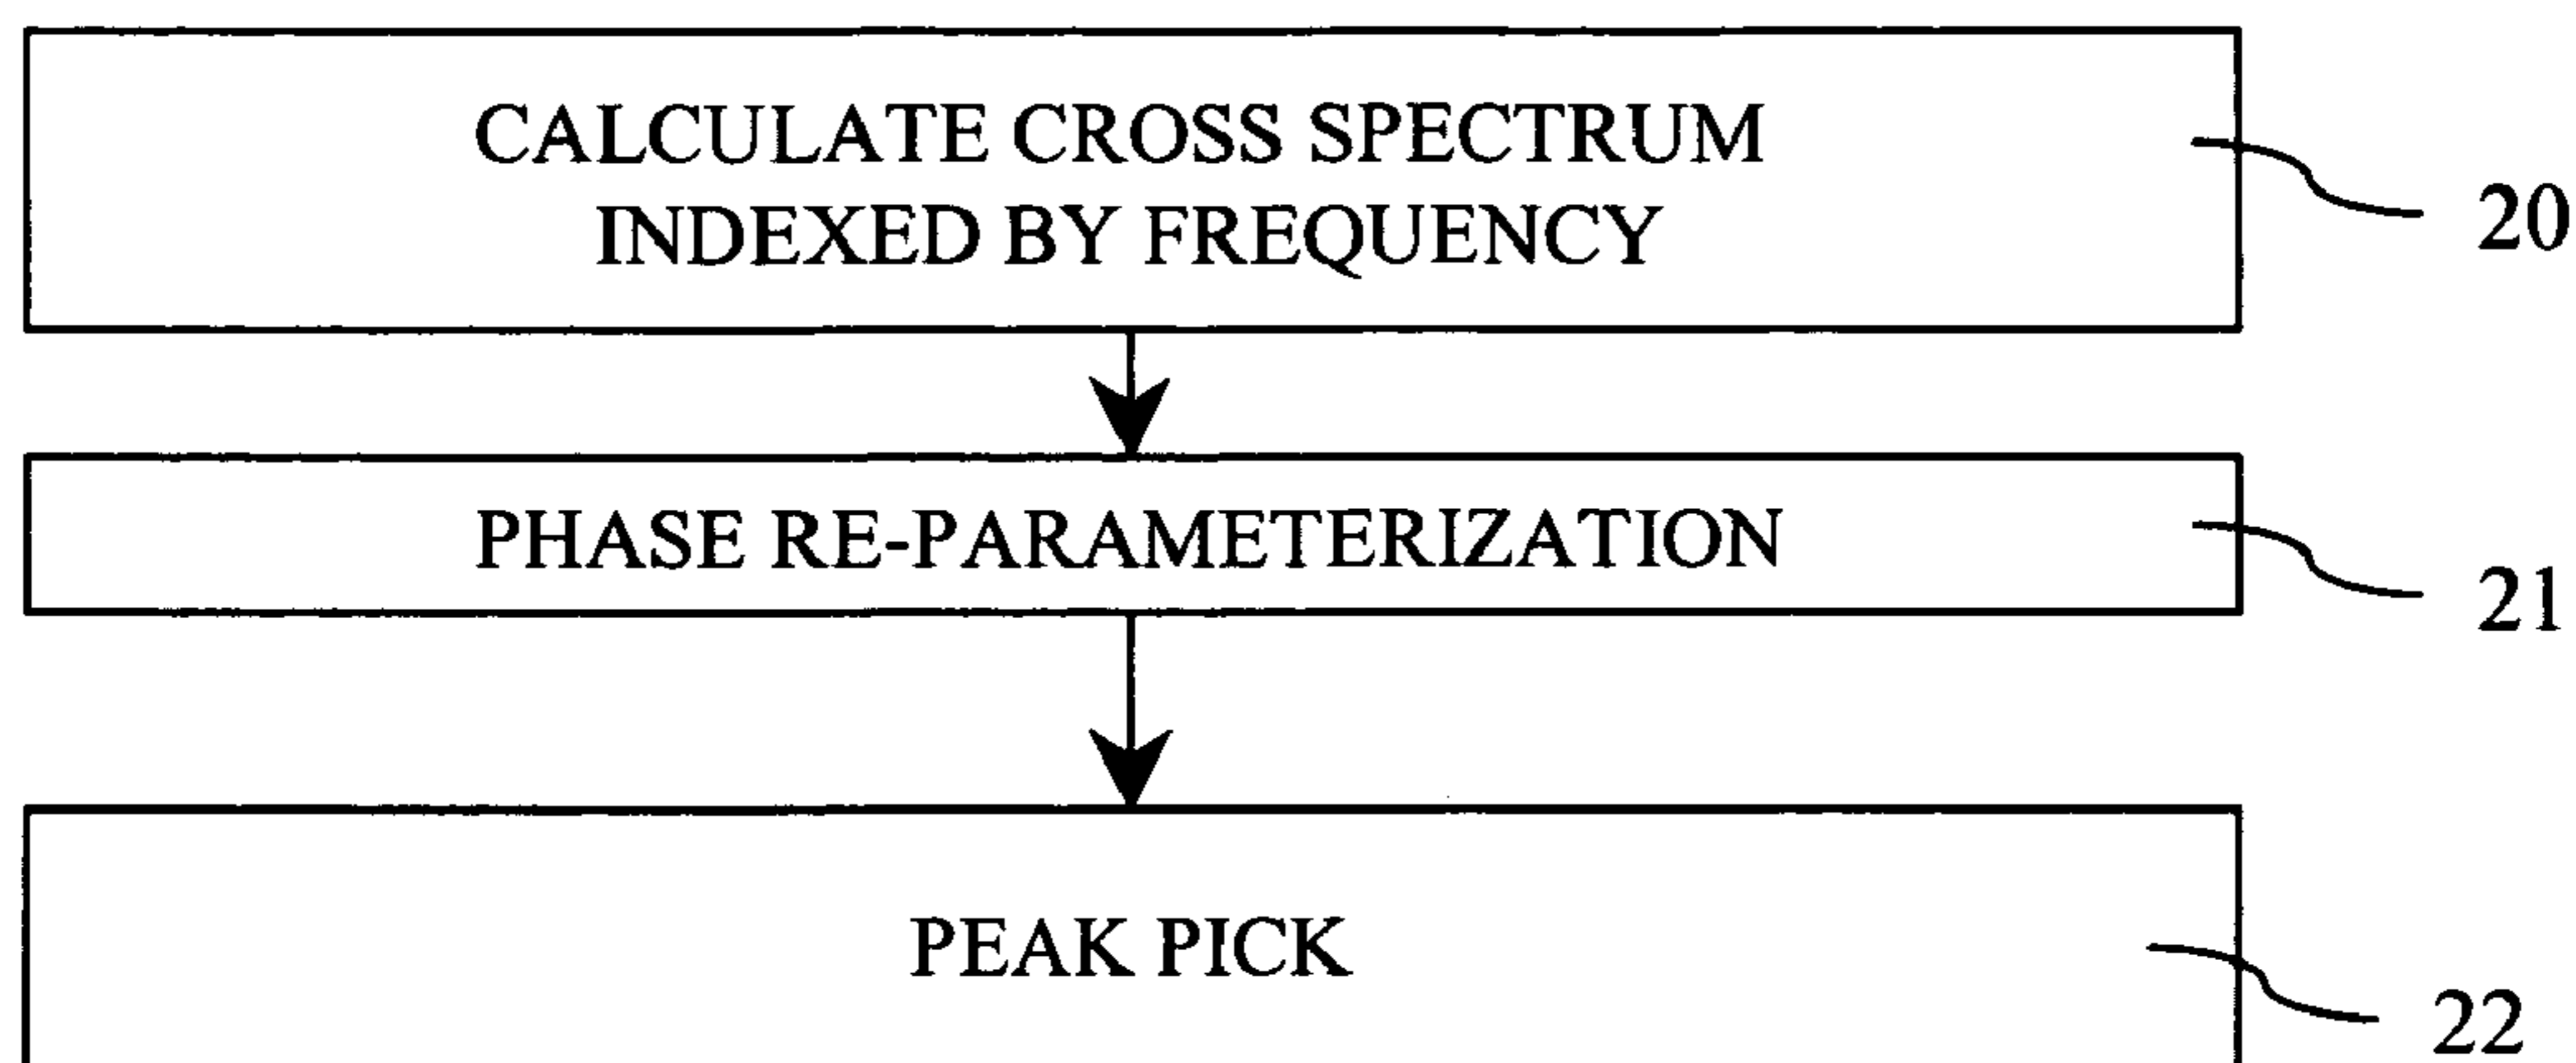 CALCULATE CROSS SPECTRUM
INDEXED BY FREQUENCY
20
PHASE RE-PARAMETERIZATION
21
PEAK PICK
22